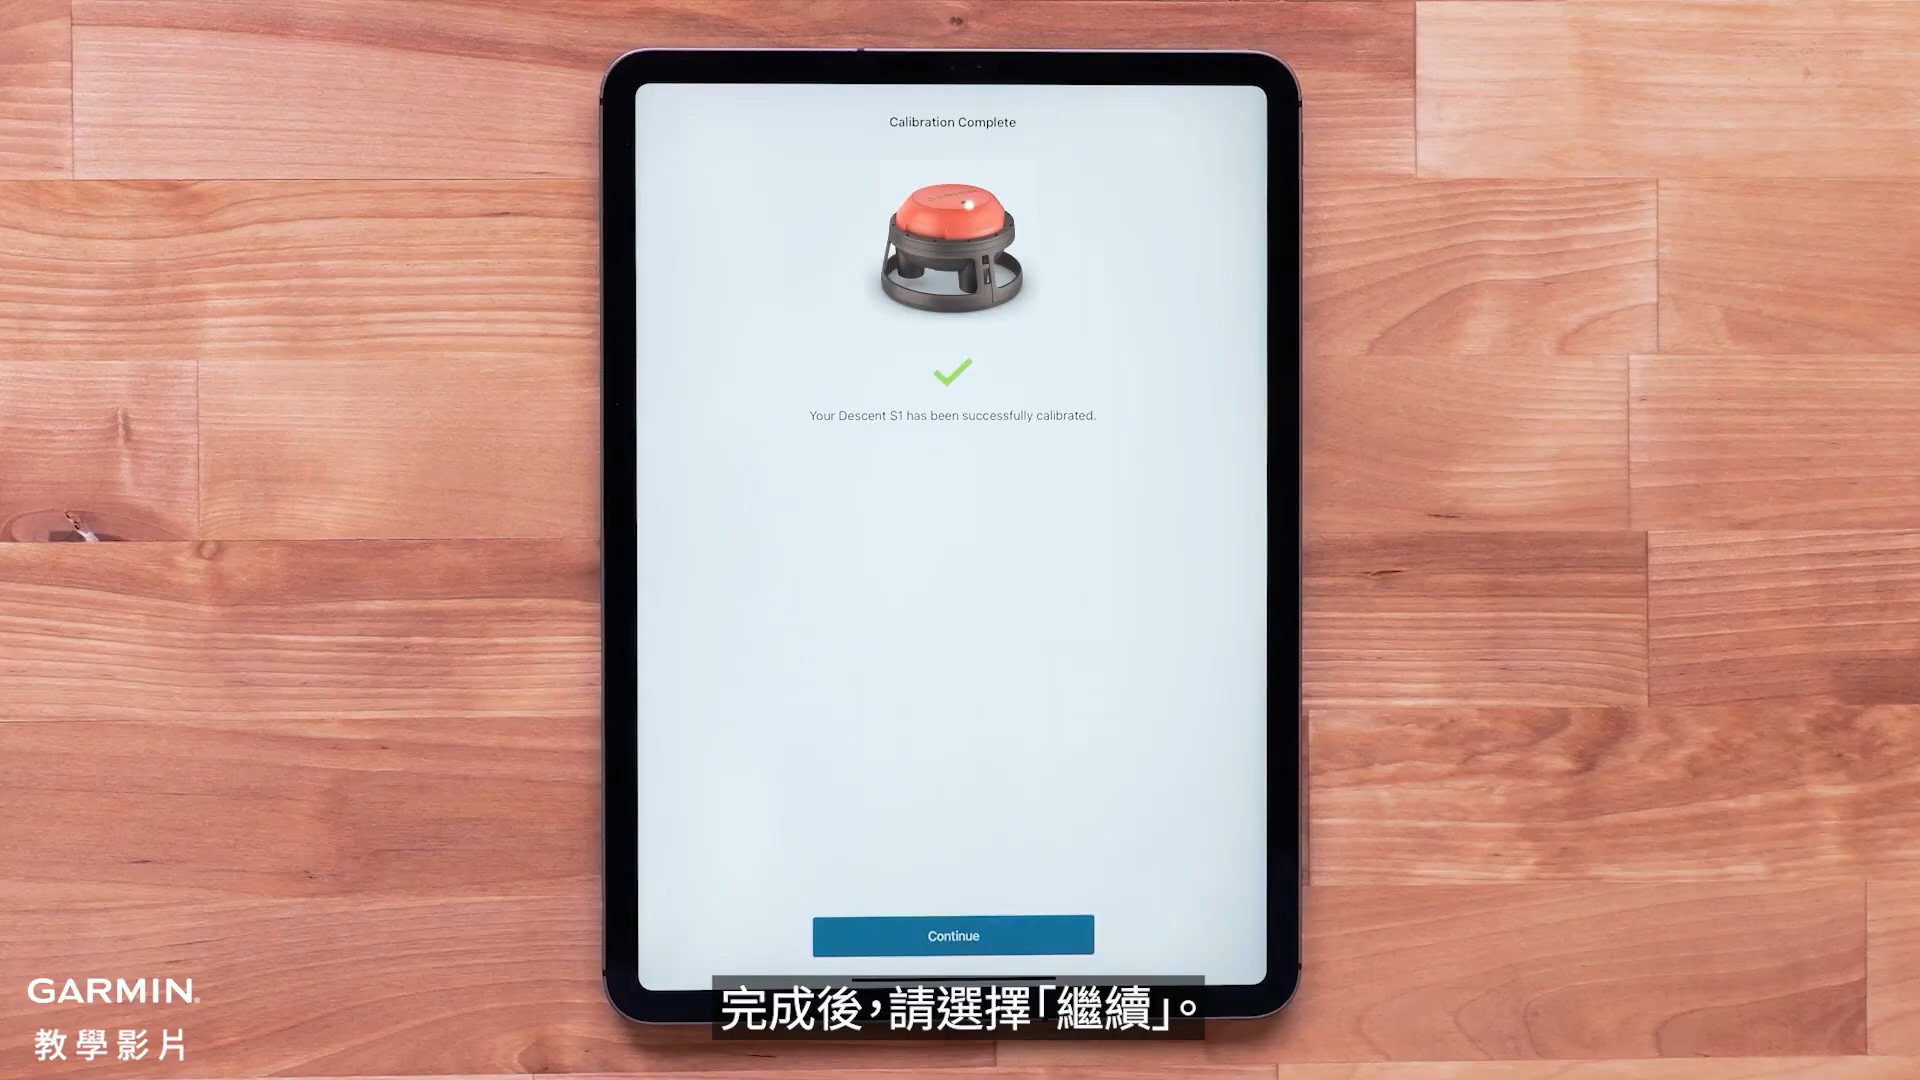 Calibration Complete
Your Descent S1 has been successfully calibrated.
Continue
完成後，請選擇「繼續」。
GARMIN
教學影片